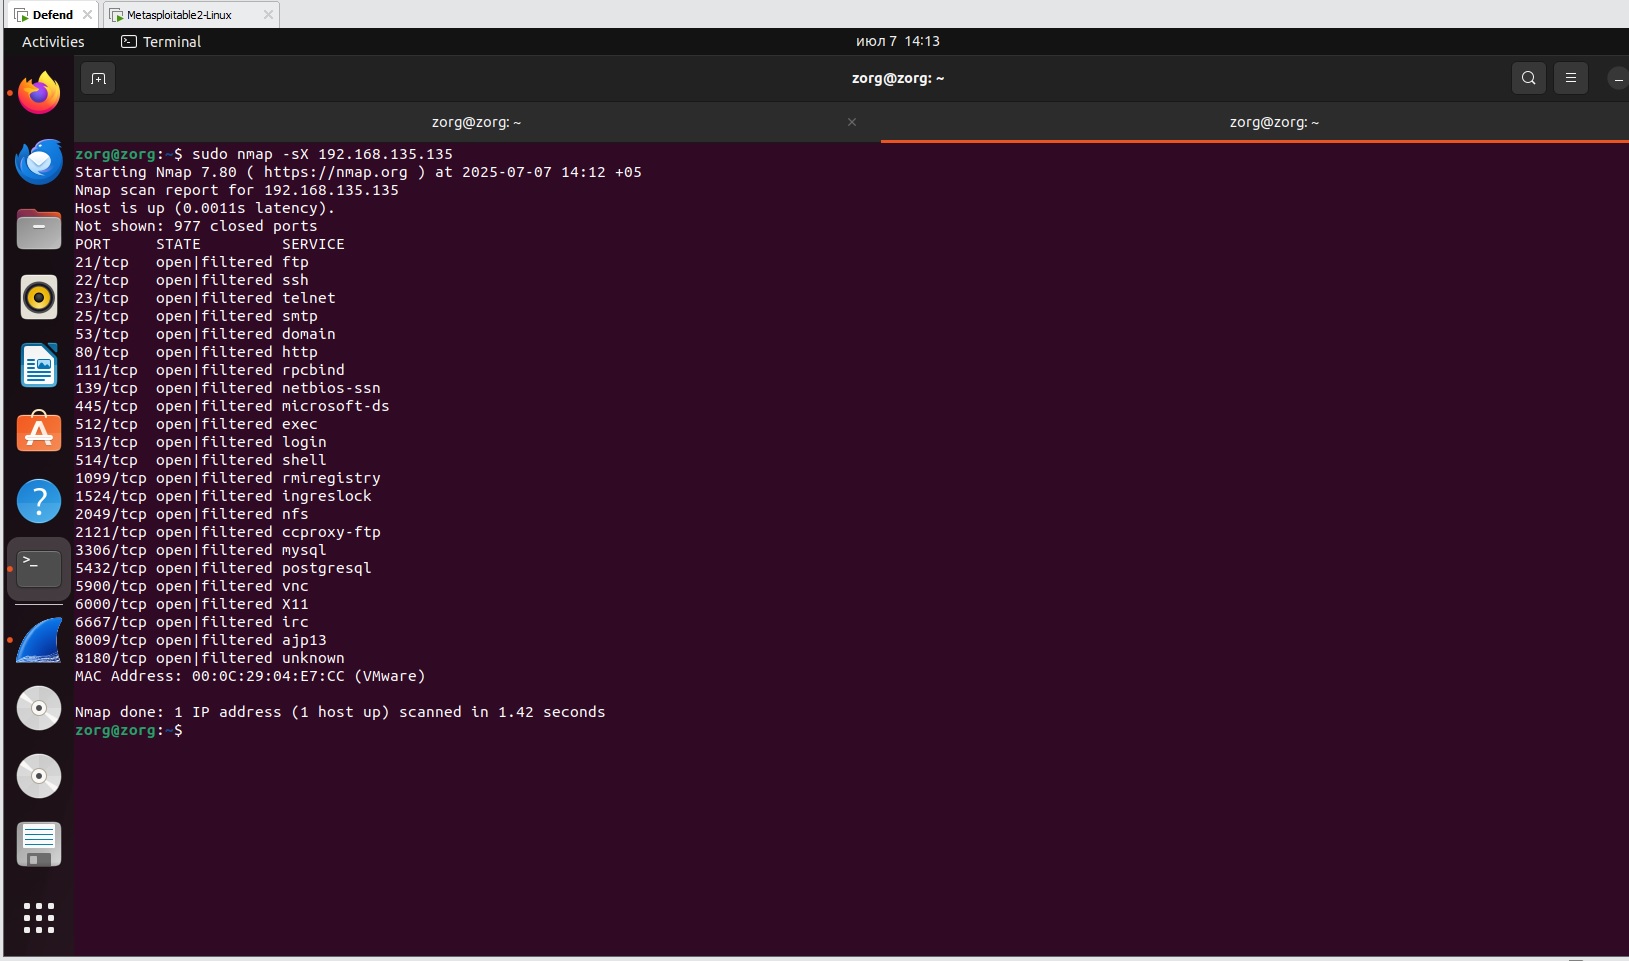 Defend
Metasploitable2-Linux
Activities
Terminal
июл 7 14:13
zorg@zorg: ~
zorg@zorg: ~
zorg@zorg: ~
zorg@zorg:~$ sudo nmap -sX 192.168.135.135
Starting Nmap 7.80 ( https://nmap.org ) at 2025-07-07 14:12 +05
Nmap scan report for 192.168.135.135
Host is up (0.0011s latency).
Not shown: 977 closed ports
PORT     STATE         SERVICE
21/tcp   open|filtered ftp
22/tcp   open|filtered ssh
23/tcp   open|filtered telnet
25/tcp   open|filtered smtp
53/tcp   open|filtered domain
80/tcp   open|filtered http
111/tcp  open|filtered rpcbind
139/tcp  open|filtered netbios-ssn
445/tcp  open|filtered microsoft-ds
512/tcp  open|filtered exec
513/tcp  open|filtered login
514/tcp  open|filtered shell
1099/tcp open|filtered rmiregistry
1524/tcp open|filtered ingreslock
2049/tcp open|filtered nfs
2121/tcp open|filtered ccproxy-ftp
3306/tcp open|filtered mysql
5432/tcp open|filtered postgresql
5900/tcp open|filtered vnc
6000/tcp open|filtered X11
6667/tcp open|filtered irc
8009/tcp open|filtered ajp13
8180/tcp open|filtered unknown
MAC Address: 00:0C:29:04:E7:CC (VMware)
Nmap done: 1 IP address (1 host up) scanned in 1.42 seconds
zorg@zorg:~$